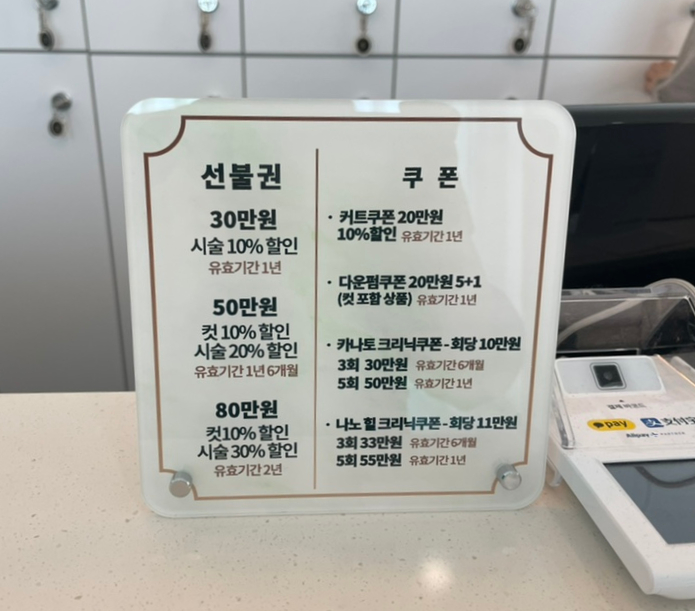 선불권
30만원
시술 10% 할인
유효기간 1년
50만원
컷 10% 할인
시술 20% 할인
유효기간 1년 6개월
80만원
컷10% 할인
시술 30% 할인
유효기간 2년
쿠 폰
· 커트쿠폰 20만원
10%할인 유효기간 1년
· 다운펌쿠폰 20만원 5+1
(컷 포함 상품) 유효기간 1년
· 카나토 크리닉쿠폰 - 회당 10만원
3회 30만원 유효기간 6개월
5회 50만원 유효기간 1년
· 나노 힐 크리닉쿠폰 - 회당 11만원
3회 33만원 유효기간 6개월
5회 55만원 유효기간 1년
pay 支付宝
Alipay